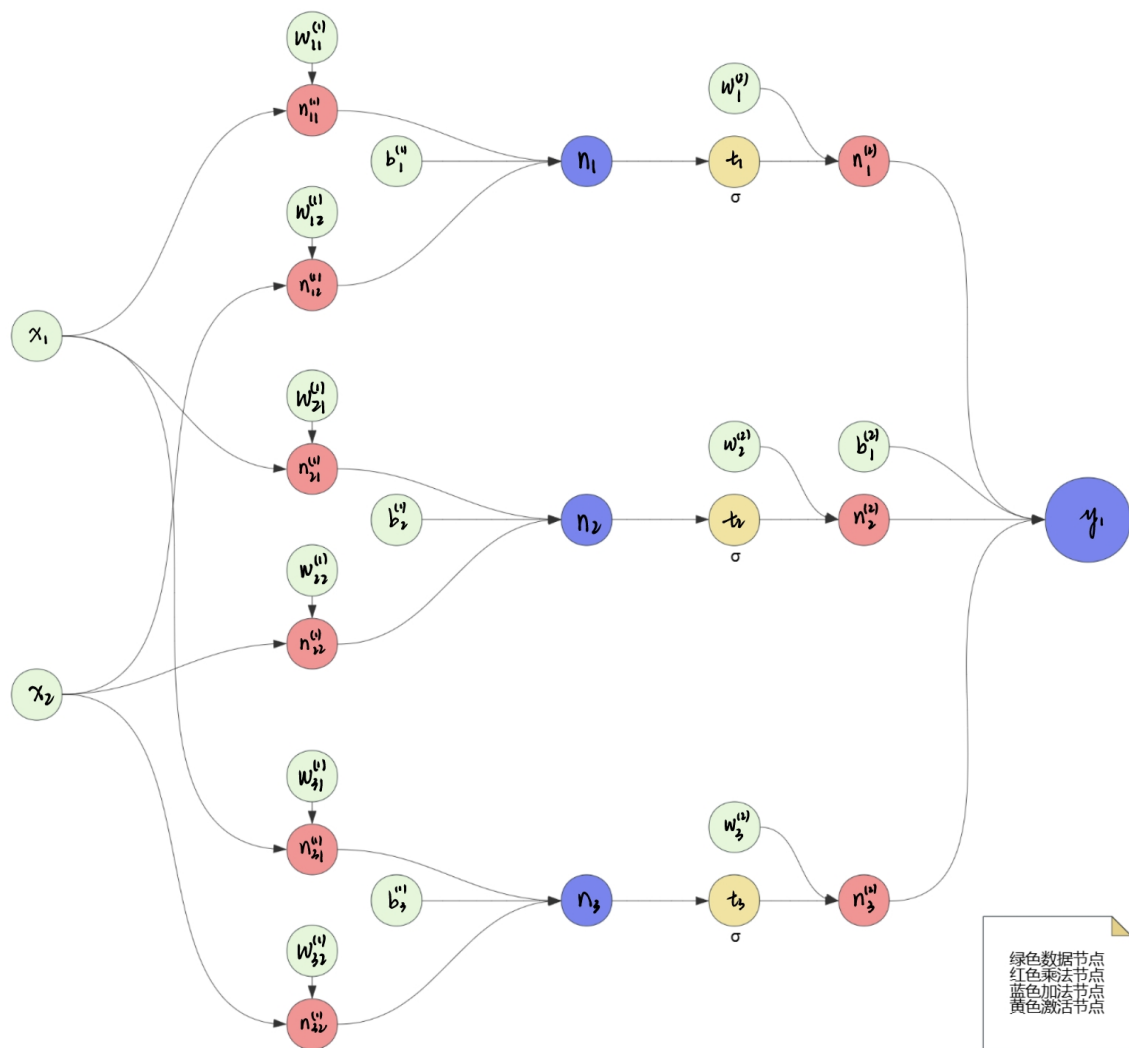 w₁₁⁽¹⁾
n₁₁⁽¹⁾
w₁⁽²⁾
b₁⁽¹⁾
n₁
t₁
σ
n₁⁽²⁾
w₁₂⁽¹⁾
n₁₂⁽¹⁾
x₁
w₂₁⁽¹⁾
n₂₁⁽¹⁾
w₂⁽²⁾
b₁⁽²⁾
b₂⁽¹⁾
n₂
t₂
σ
n₂⁽²⁾
y₁
w₂₂⁽¹⁾
n₂₂⁽¹⁾
x₂
w₃₁⁽¹⁾
n₃₁⁽¹⁾
w₃⁽²⁾
b₃⁽¹⁾
n₃
t₃
σ
n₃⁽²⁾
w₃₂⁽¹⁾
n₃₂⁽¹⁾
绿色数据节点
红色乘法节点
蓝色加法节点
黄色激活节点